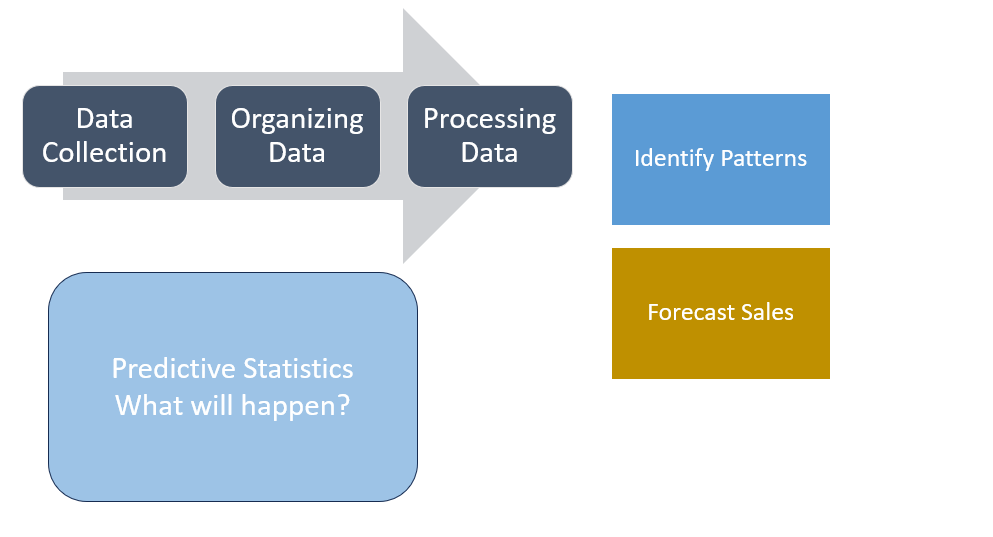 Data
Collection
Organizing
Data
Processing
Data
Identify Patterns
Forecast Sales
Predictive Statistics
What will happen?